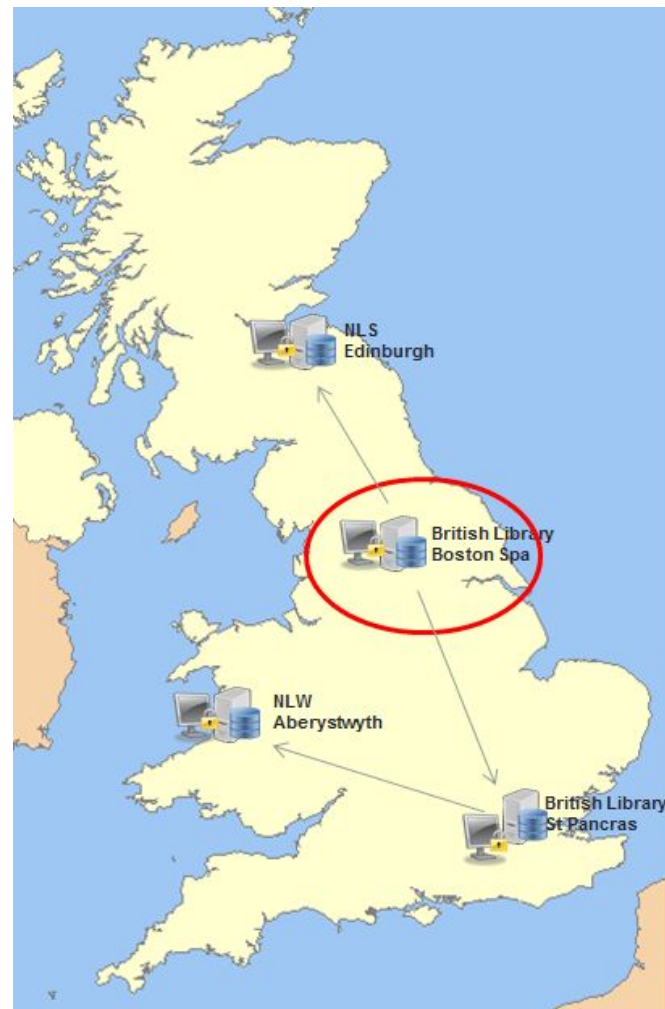 NLS
Edinburgh
British Library
Boston Spa
NLW
Aberystwyth
British Library
St Pancras